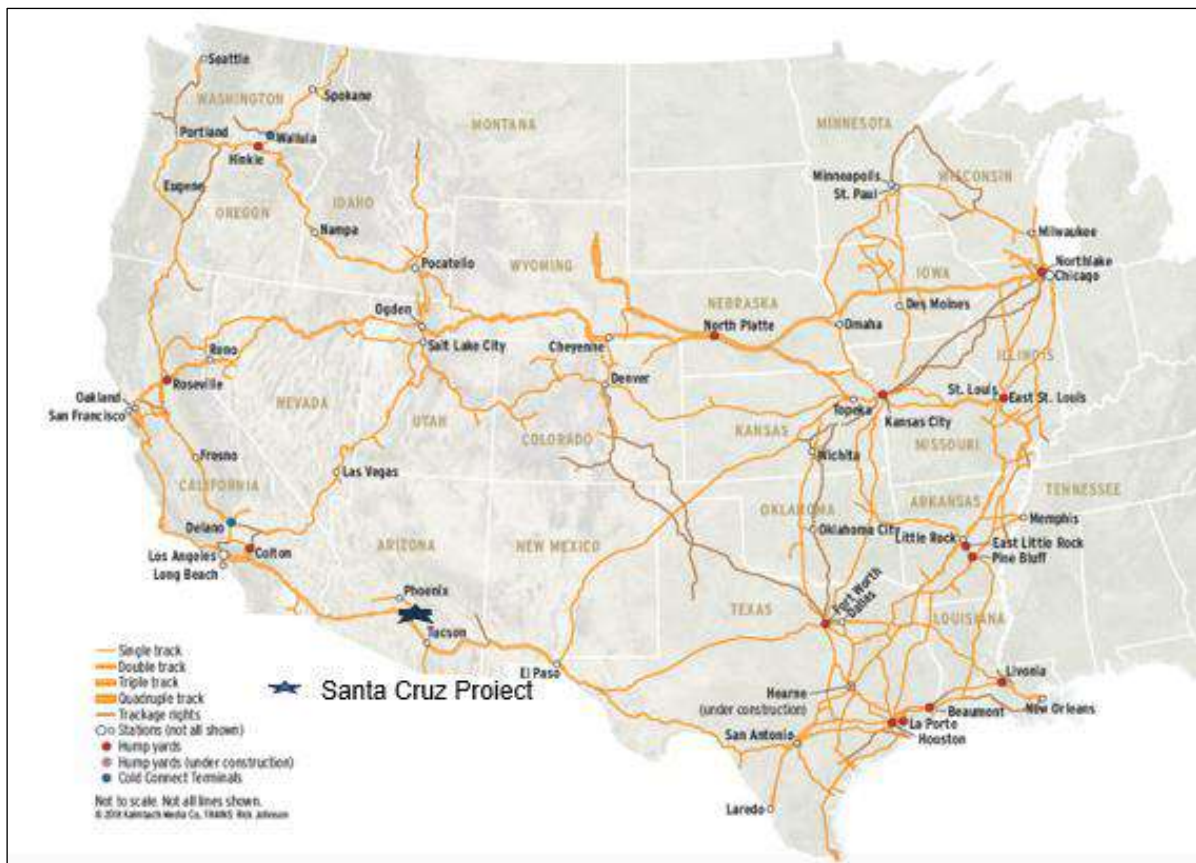 Seattle
WASHINGTON
Spokane
Portland
Wallula
Hinkle
MONTANA
MINNESOTA
Minneapolis
St. Paul
WISCONSIN
Eugene
OREGON
IDAHO
Nampa
Pocatello
WYOMING
Milwaukee
Northlake
Chicago
IOWA
Des Moines
NEBRASKA
North Platte
Omaha
Ogden
Salt Lake City
Cheyenne
Reno
Roseville
Denver
ILLINOIS
St. Louis
East St. Louis
Oakland
San Francisco
NEVADA
UTAH
COLORADO
Topeka
Kansas City
KANSAS
MISSOURI
Wichita
Fresno
CALIFORNIA
Las Vegas
Delano
Colton
Los Angeles
Long Beach
ARIZONA
NEW MEXICO
OKLAHOMA
Oklahoma City
ARKANSAS
TENNESSEE
Memphis
Little Rock
East Little Rock
Pine Bluff
Phoenix
Tucson
El Paso
TEXAS
Fort Worth
Dallas
LOUISIANA
Livonia
New Orleans
Hearne
(under construction)
Beaumont
La Porte
Houston
San Antonio
Laredo
Single track
Double track
Triple track
Quadruple track
Trackage rights
Stations (not all shown)
Hump yards
Hump yards (under construction)
Cold Connect Terminals
Santa Cruz Project
Not to scale. Not all lines shown.
© 2019 Kalmbach Media Co., TRAINS: Rick Johnson